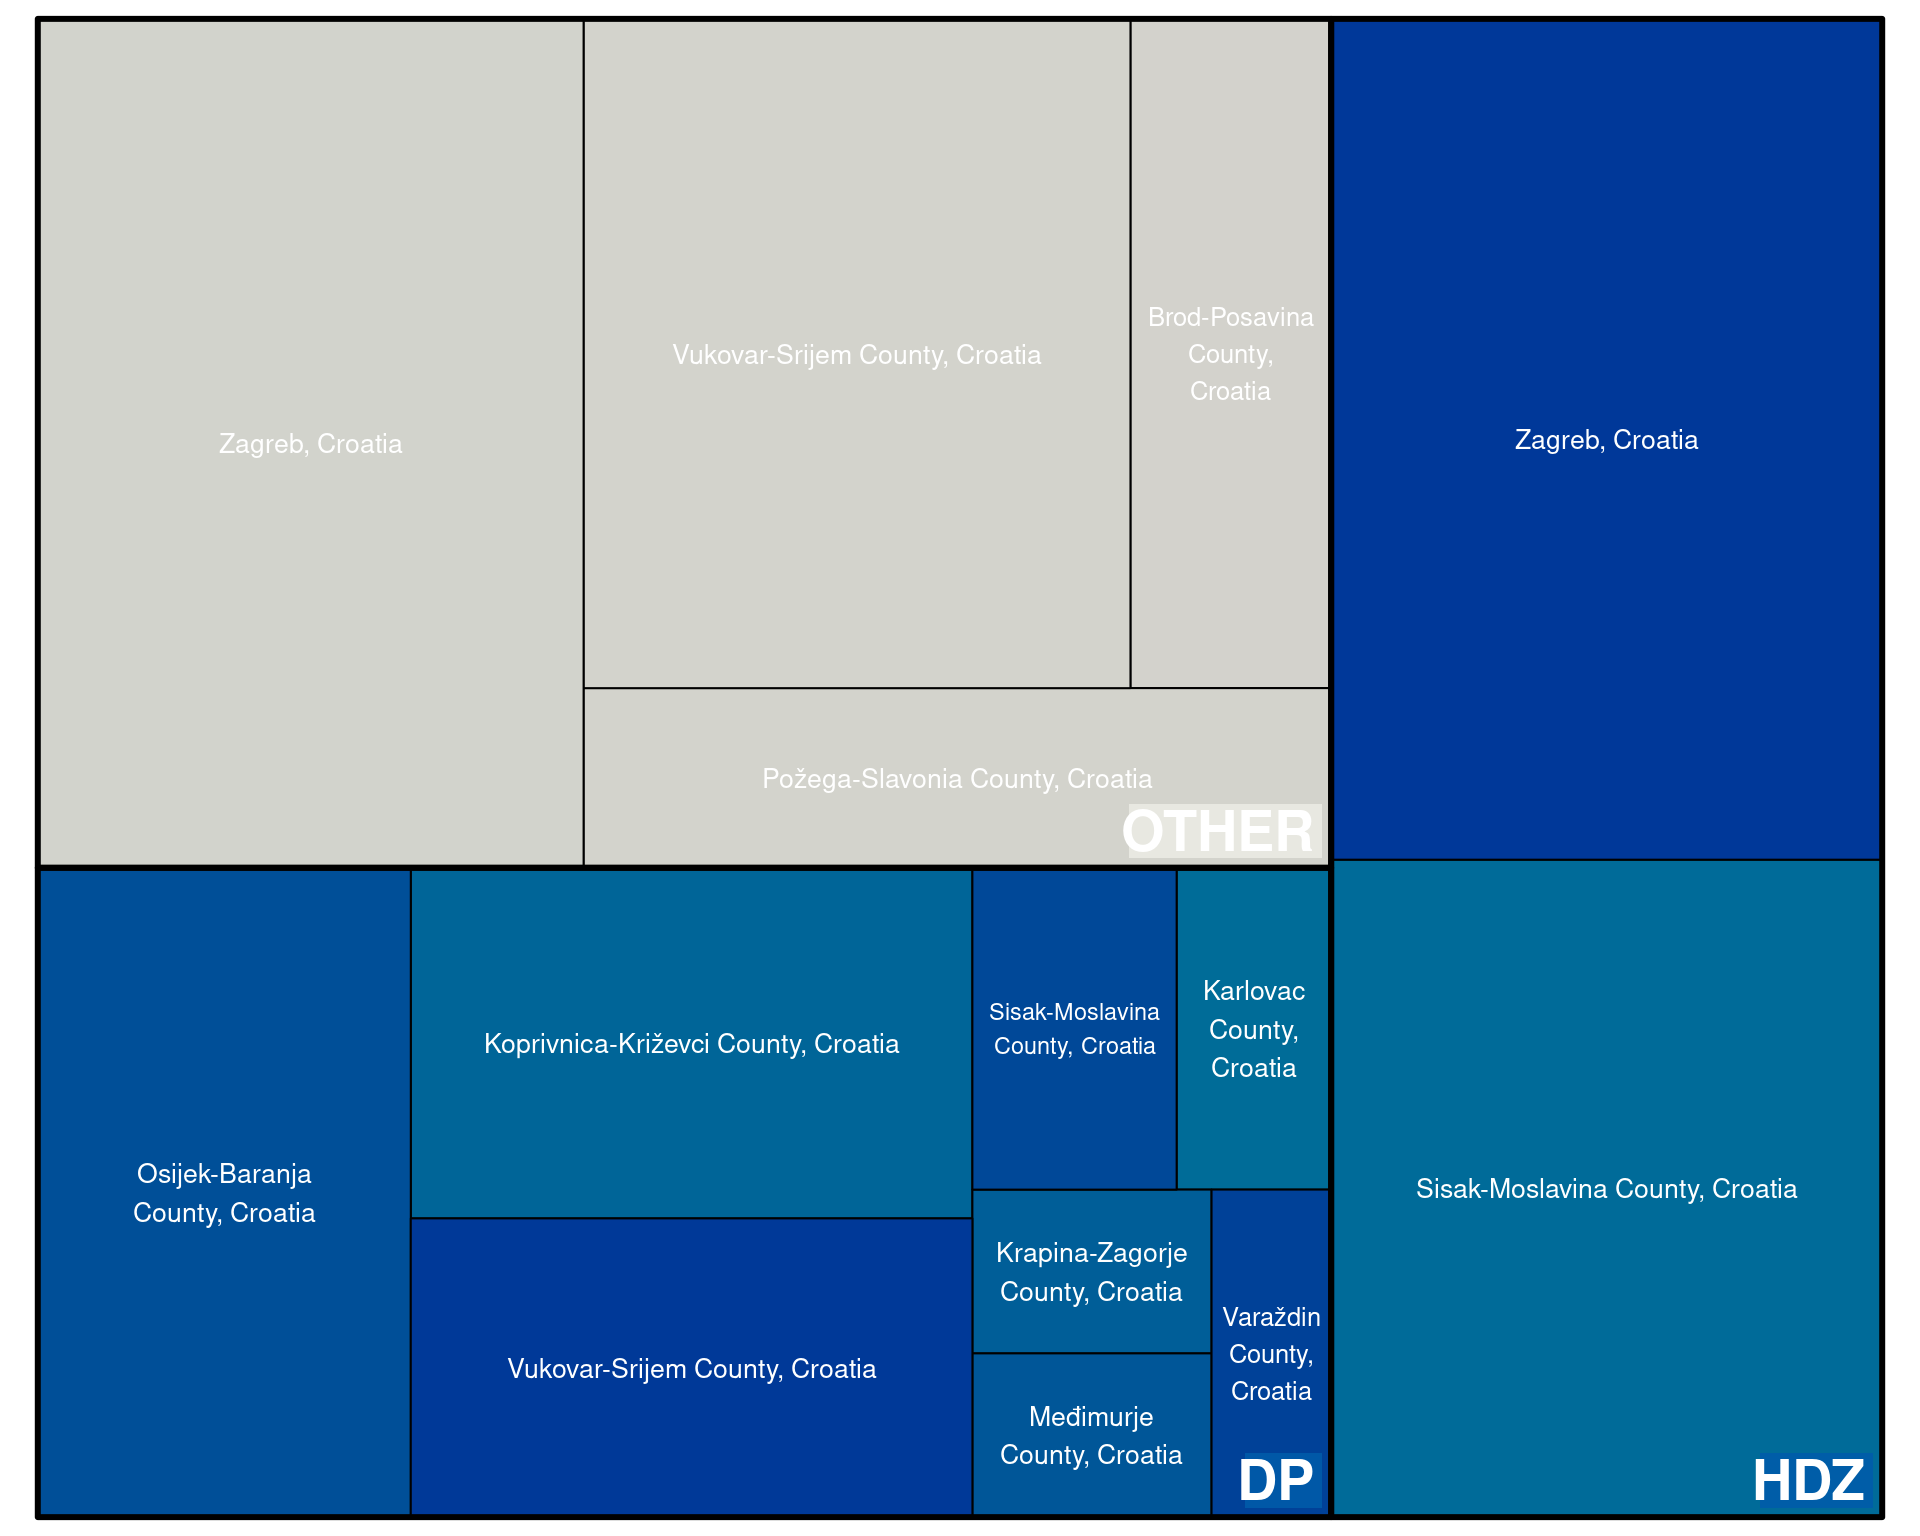 Zagreb, Croatia
Vukovar-Srijem County, Croatia
Brod-Posavina
County,
Croatia
Požega-Slavonia County, Croatia
OTHER
Zagreb, Croatia
Sisak-Moslavina County, Croatia
HDZ
Osijek-Baranja
County, Croatia
Koprivnica-Križevci County, Croatia
Vukovar-Srijem County, Croatia
Sisak-Moslavina
County, Croatia
Karlovac
County,
Croatia
Krapina-Zagorje
County, Croatia
Međimurje
County, Croatia
Varaždin
County,
Croatia
DP